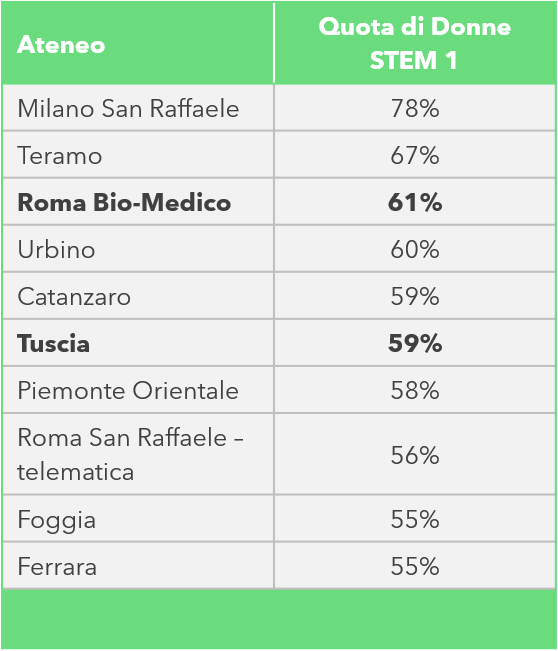 Ateneo
Quota di Donne
STEM 1
Milano San Raffaele 78%
Teramo 67%
Roma Bio-Medico 61%
Urbino 60%
Catanzaro 59%
Tuscia 59%
Piemonte Orientale 58%
Roma San Raffaele –
telematica
56%
Foggia 55%
Ferrara 55%